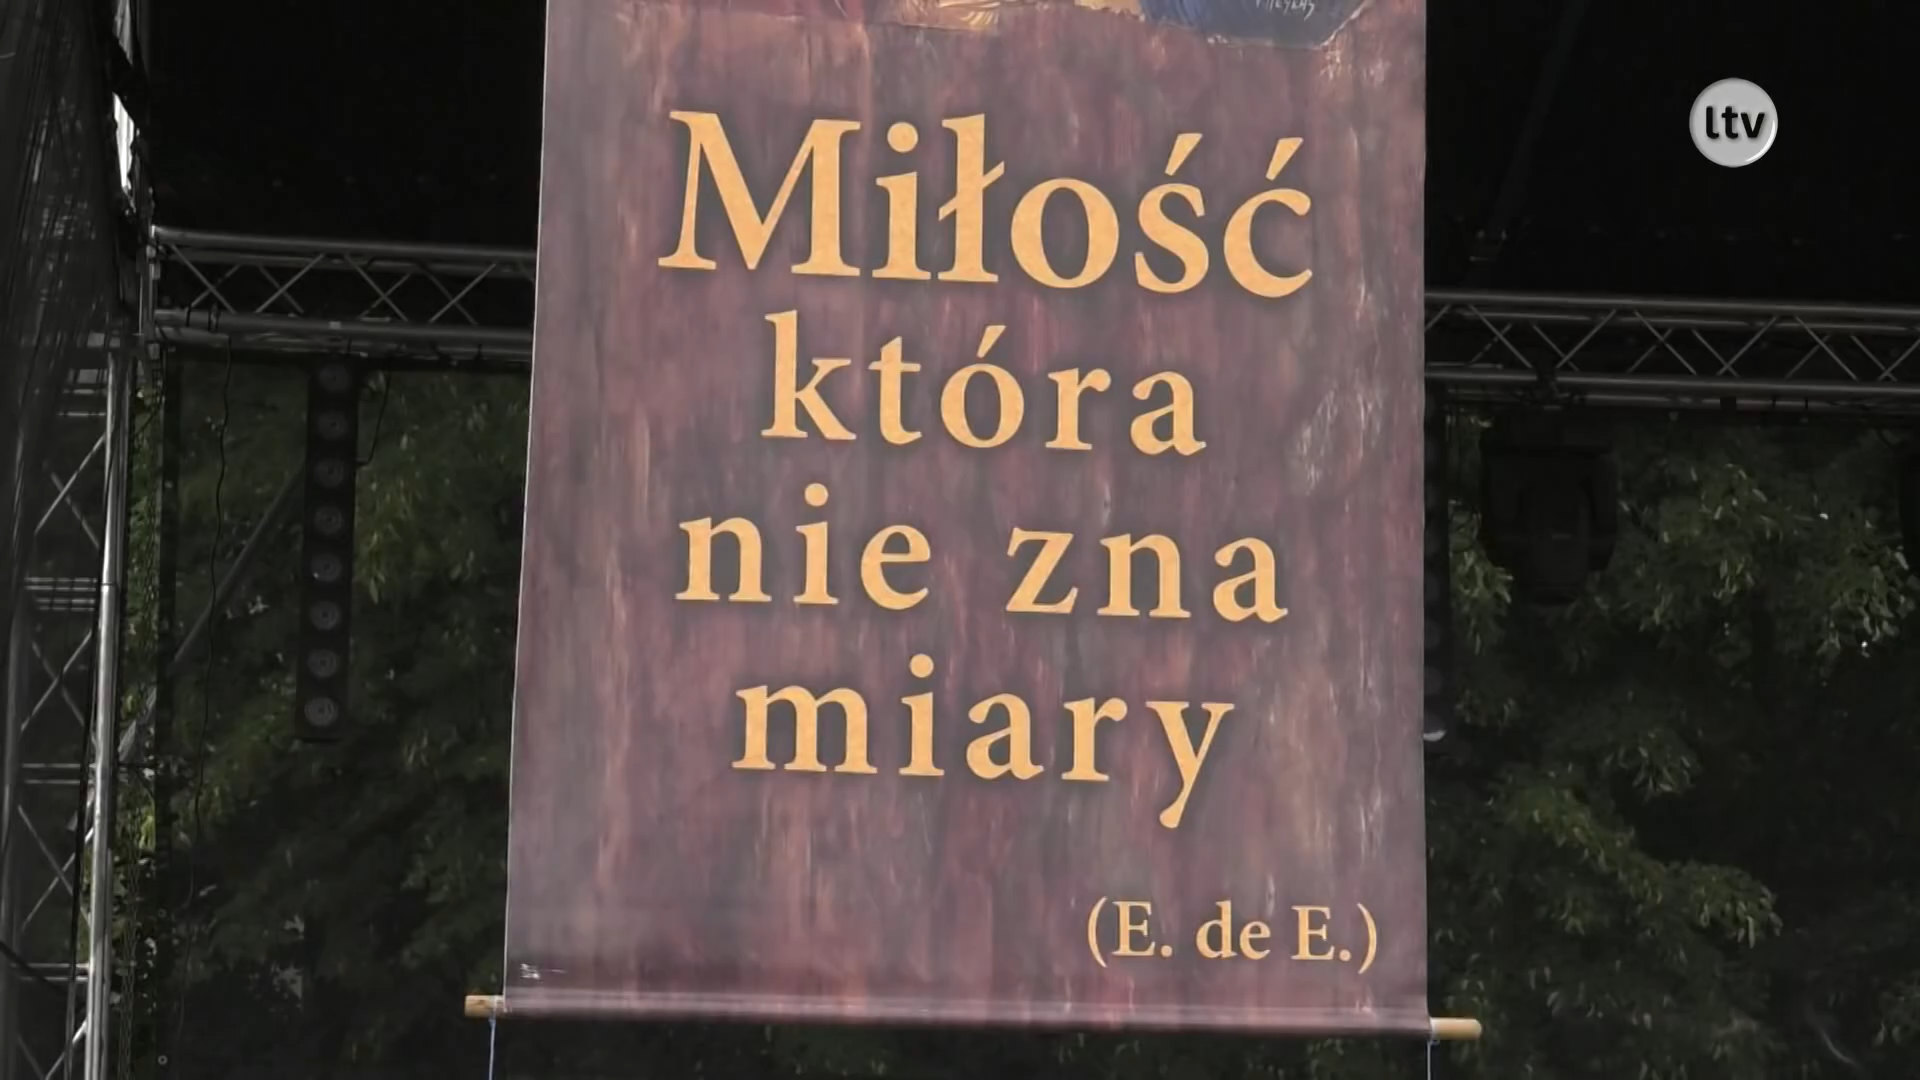 ltv
Miłość
która
nie zna
miary
(E. de E.)